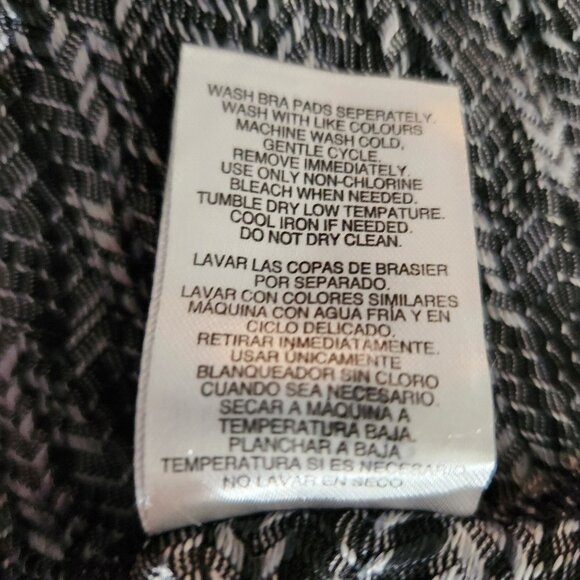 WASH BRA PADS SEPERATELY.
WASH WITH LIKE COLOURS
MACHINE WASH COLD,
GENTLE CYCLE.
REMOVE IMMEDIATELY.
USE ONLY NON-CHLORINE
BLEACH WHEN NEEDED.
TUMBLE DRY LOW TEMPATURE.
COOL IRON IF NEEDED.
DO NOT DRY CLEAN.
LAVAR LAS COPAS DE BRASIER
POR SEPARADO.
LAVAR CON COLORES SIMILARES
MÁQUINA CON AGUA FRÍA Y EN
CICLO DELICADO.
RETIRAR INMEDIATAMENTE.
USAR ÚNICAMENTE
BLANQUEADOR SIN CLORO
CUANDO SEA NECESARIO.
SECAR A MÁQUINA A
TEMPERATURA BAJA.
PLANCHAR A BAJA
TEMPERATURA SI ES NECESARIO
NO LAVAR EN SECO